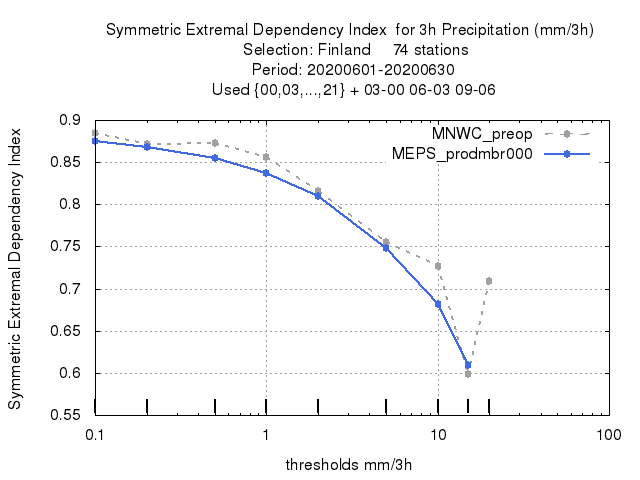 Symmetric Extremal Dependency Index  for 3h Precipitation (mm/3h)
Selection: Finland     74 stations
Period: 20200601-20200630
Used {00,03,...,21} + 03-00 06-03 09-06
MNWC_preop
MEPS_prodmbr000
Symmetric Extremal Dependency Index
0.9
0.85
0.8
0.75
0.7
0.65
0.6
0.55
0.1 1 10 100
thresholds mm/3h